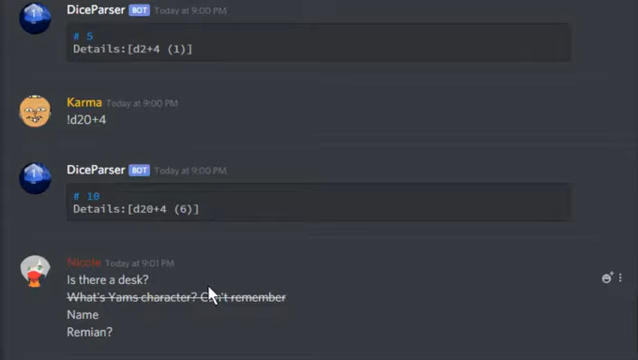 DiceParser BOT Today at 9:00 PM
# 5
Details:[d2+4 (1)]
Karma Today at 9:00 PM
!d20+4
DiceParser BOT Today at 9:00 PM
# 10
Details:[d20+4 (6)]
Nicole Today at 9:01 PM
Is there a desk?
What's Yams character? Can't remember
Name
Remian?